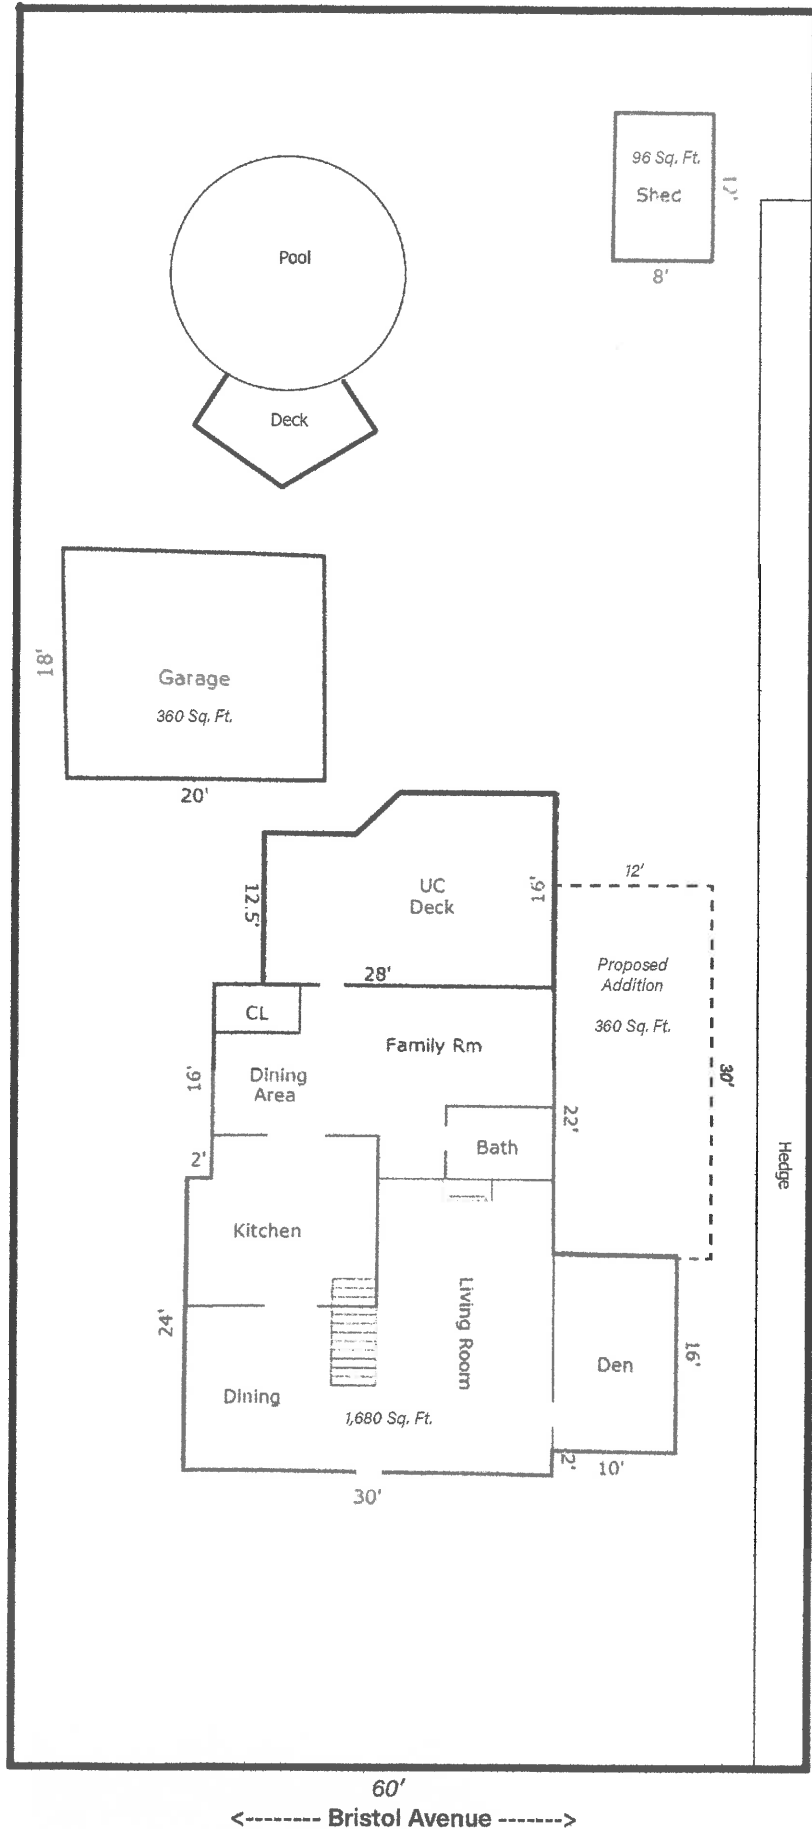 96 Sq. Ft.
Shed
12'
8'
Pool
Deck
18'
Garage
360 Sq. Ft.
20'
12'
UC
Deck
16'
12.5'
28'
Proposed
Addition
360 Sq. Ft.
30'
CL
Family Rm
Dining
Area
16'
22'
Bath
2'
Hedge
Kitchen
24'
Living Room
16'
Den
Dining
1,680 Sq. Ft.
2'
10'
30'
60'
<-------- Bristol Avenue ------->